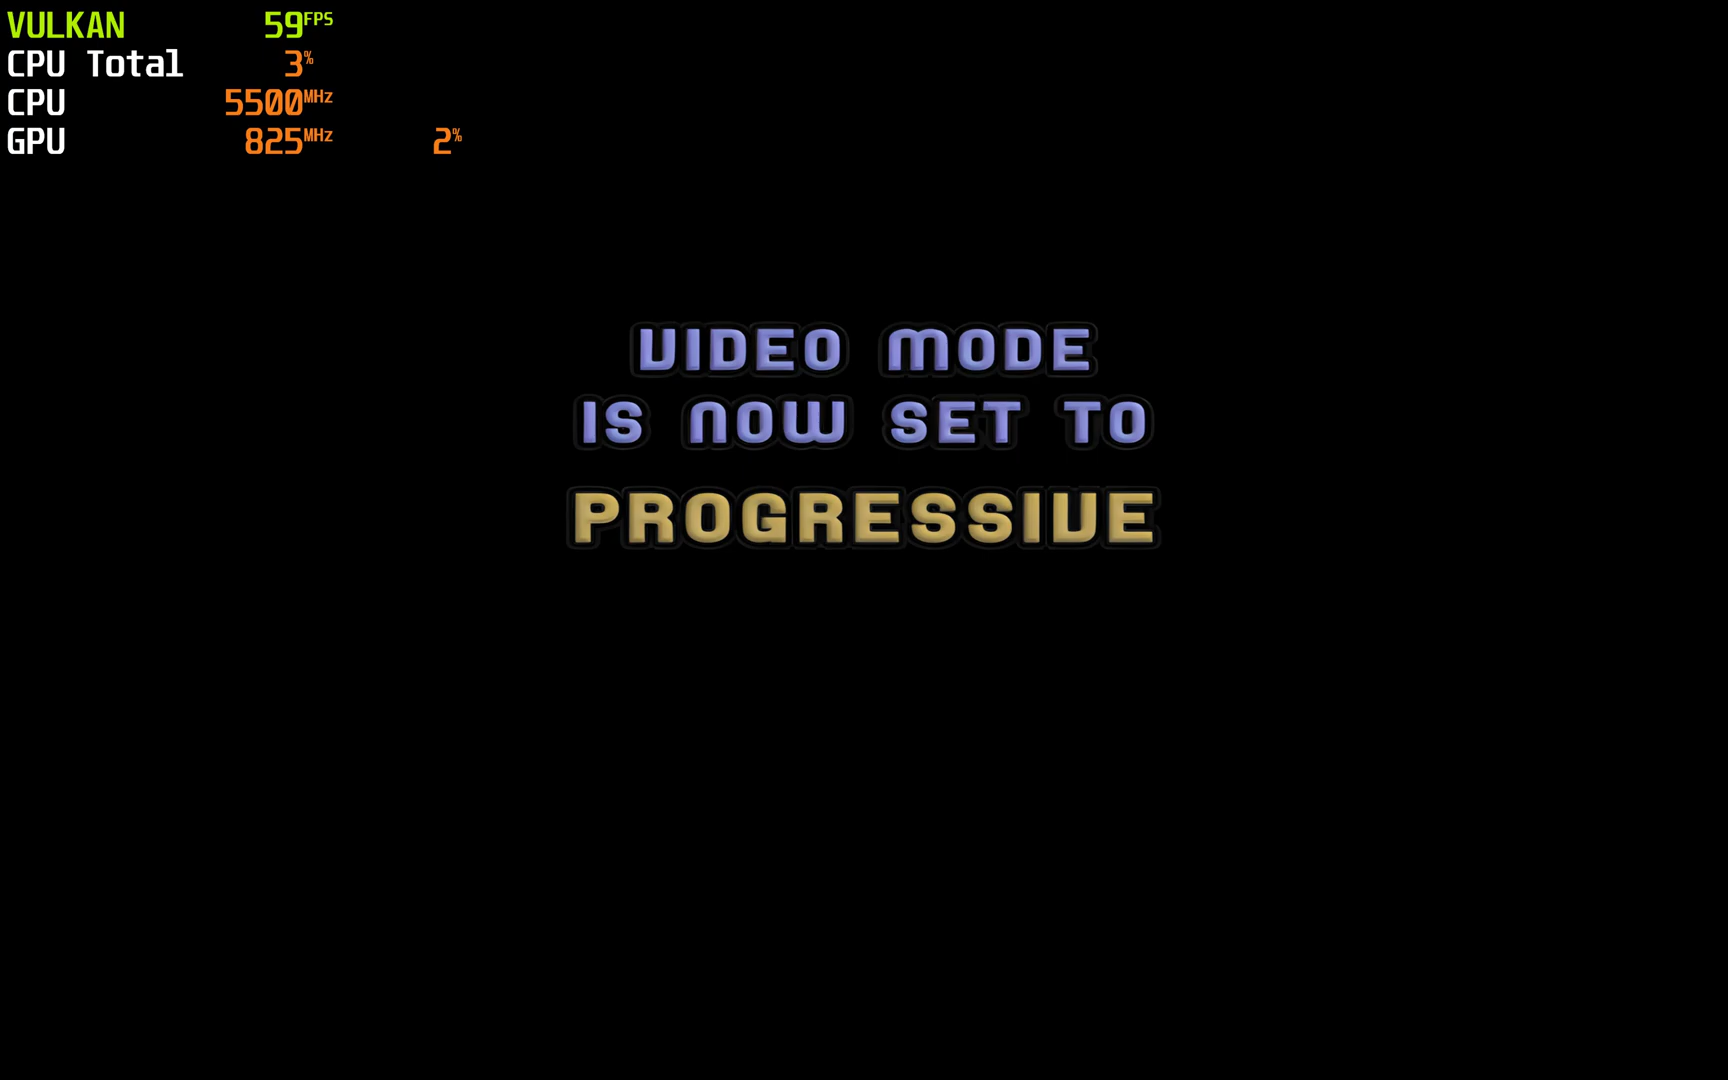 VULKAN 59FPS
CPU Total 3%
CPU 5500MHz
GPU 825MHz 2%
VIDEO MODE
IS NOW SET TO
PROGRESSIVE